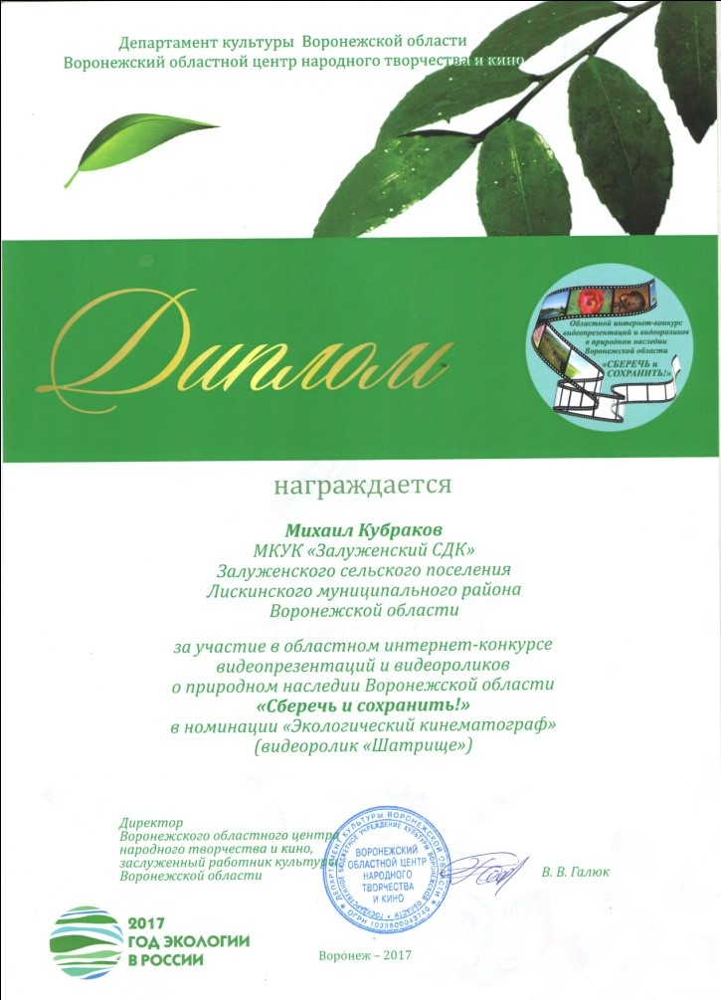 Департамент культуры Воронежской области
Воронежский областной центр народного творчества и кино
Диплом
Областной интернет-конкурс
видеопрезентаций и видеороликов
о природном наследии
Воронежской области
«СБЕРЕЧЬ и
СОХРАНИТЬ!»
награждается
Михаил Кубраков
МКУК «Залуженский СДК»
Залуженского сельского поселения
Лискинского муниципального района
Воронежской области
за участие в областном интернет-конкурсе
видеопрезентаций и видеороликов
о природном наследии Воронежской области
«Сберечь и сохранить!»
в номинации «Экологический кинематограф»
(видеоролик «Шатрище»)
Директор
Воронежского областного центра
народного творчества и кино,
заслуженный работник культуры
Воронежской области
ДЕПАРТАМЕНТ КУЛЬТУРЫ ВОРОНЕЖСКОЙ ОБЛАСТИ
ГОСУДАРСТВЕННОЕ БЮДЖЕТНОЕ УЧРЕЖДЕНИЕ КУЛЬТУРЫ ВОРОНЕЖСКОЙ ОБЛАСТИ
ВОРОНЕЖСКИЙ
ОБЛАСТНОЙ ЦЕНТР
НАРОДНОГО
ТВОРЧЕСТВА
И КИНО
В. В. Галюк
2017
ГОД ЭКОЛОГИИ
В РОССИИ
Воронеж – 2017